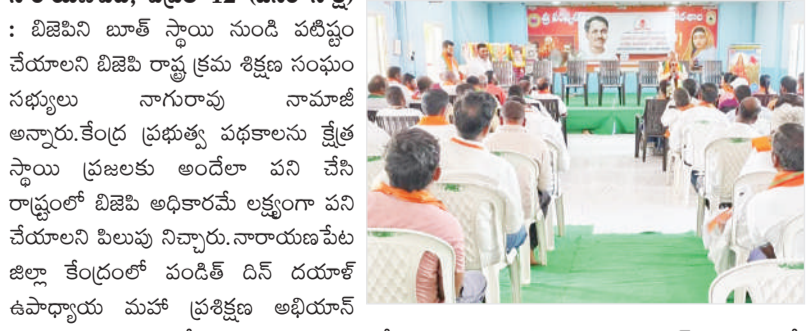 : బిజెపిని బూత్ స్థాయి నుండి పటిష్టం
చేయాలని బిజెపి రాష్ట్ర క్రమ శిక్షణ సంఘం
సభ్యులు నాగురావు నామాజీ
అన్నారు.కేంద్ర ప్రభుత్వ పథకాలను క్షేత్ర
స్థాయి ప్రజలకు అందేలా పని చేసి
రాష్ట్రంలో బిజెపి అధికారమే లక్ష్యంగా పని
చేయాలని పిలుపు నిచ్చారు.నారాయణపేట
జిల్లా కేంద్రంలో పండిత్ దిన్ దయాళ్
ఉపాధ్యాయ మహా ప్రశిక్షణ అభియాన్